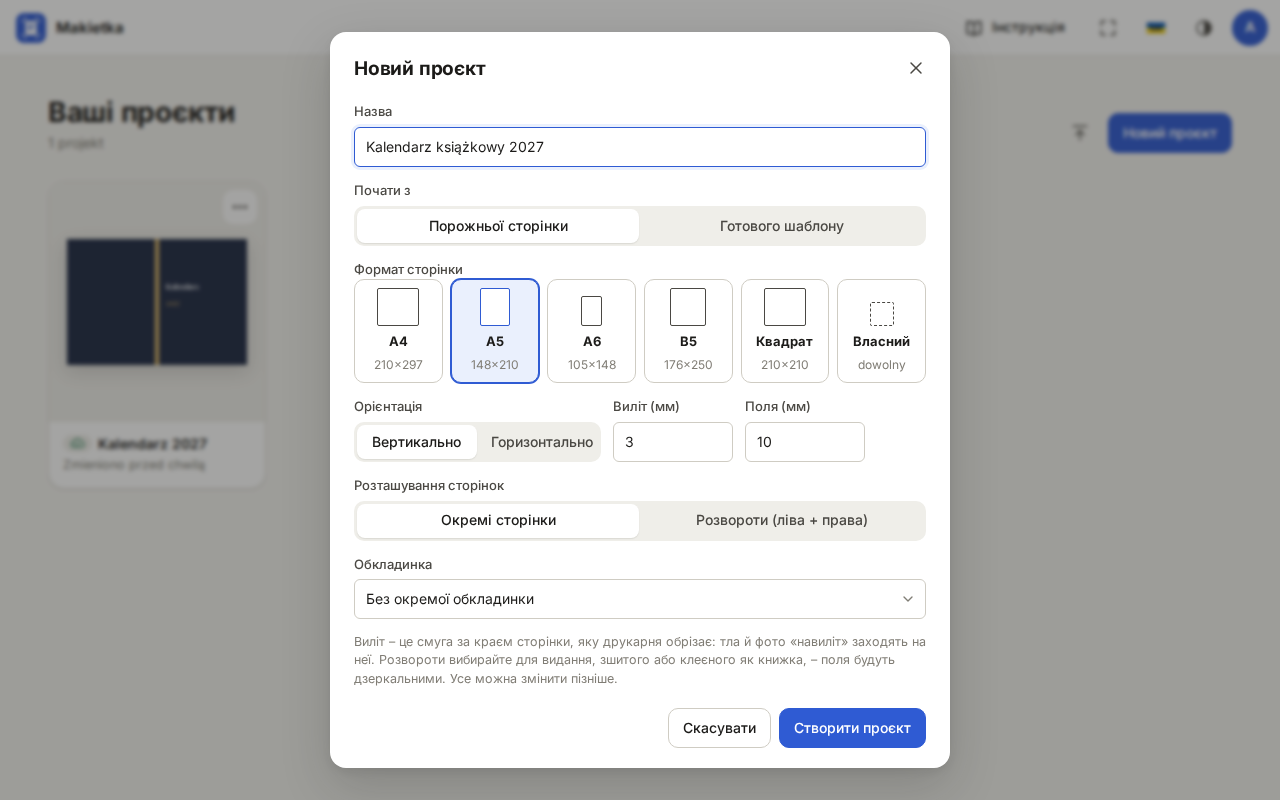 Makietka
Інструкція
A
Ваші проєкти
1 projekt
Новий проєкт
Kalendarz 2027
Zmieniono przed chwilą
Новий проєкт
Назва
Kalendarz książkowy 2027
Почати з
Порожньої сторінки
Готового шаблону
Формат сторінки
A4
210×297
A5
148×210
A6
105×148
B5
176×250
Квадрат
210×210
Власний
dowolny
Орієнтація
Виліт (мм)
Поля (мм)
Вертикально
Горизонтально
3
10
Розташування сторінок
Окремі сторінки
Розвороти (ліва + права)
Обкладинка
Без окремої обкладинки
Виліт – це смуга за краєм сторінки, яку друкарня обрізає: тла й фото «навиліт» заходять на
неї. Розвороти вибирайте для видання, зшитого або клеєного як книжка, – поля будуть
дзеркальними. Усе можна змінити пізніше.
Скасувати
Створити проєкт